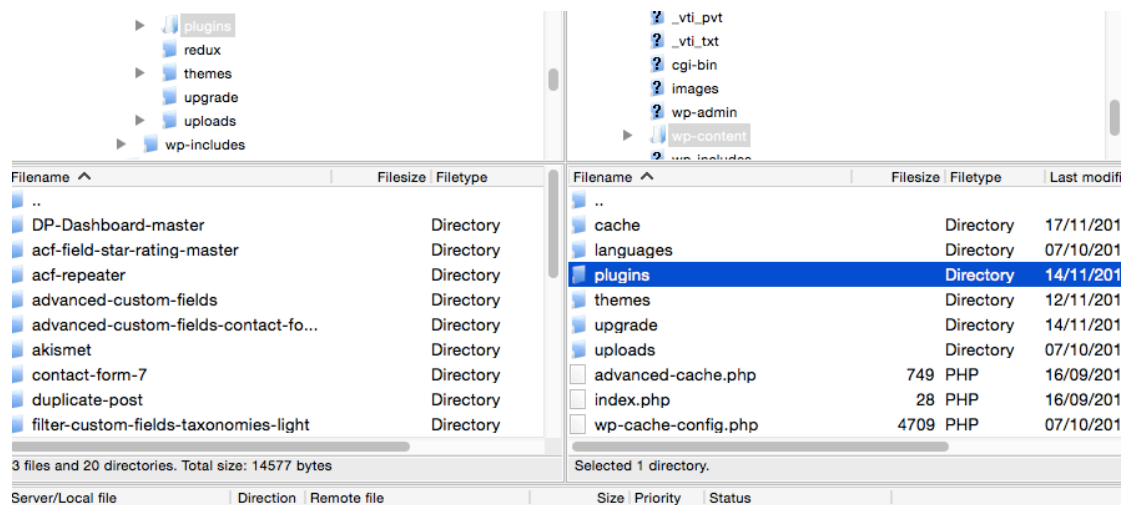 plugins
redux
themes
upgrade
uploads
wp-includes
_vti_pvt
_vti_txt
cgi-bin
images
wp-admin
wp-content
wp-includes
Filename Filesize Filetype
..
DP-Dashboard-master Directory
acf-field-star-rating-master Directory
acf-repeater Directory
advanced-custom-fields Directory
advanced-custom-fields-contact-fo... Directory
akismet Directory
contact-form-7 Directory
duplicate-post Directory
filter-custom-fields-taxonomies-light Directory
3 files and 20 directories. Total size: 14577 bytes
Filename Filesize Filetype Last modifi
..
cache Directory 17/11/201
languages Directory 07/10/201
plugins Directory 14/11/201
themes Directory 12/11/201
upgrade Directory 14/11/201
uploads Directory 07/10/201
advanced-cache.php 749 PHP 16/09/201
index.php 28 PHP 16/09/201
wp-cache-config.php 4709 PHP 07/10/201
Selected 1 directory.
Server/Local file Direction Remote file Size Priority Status